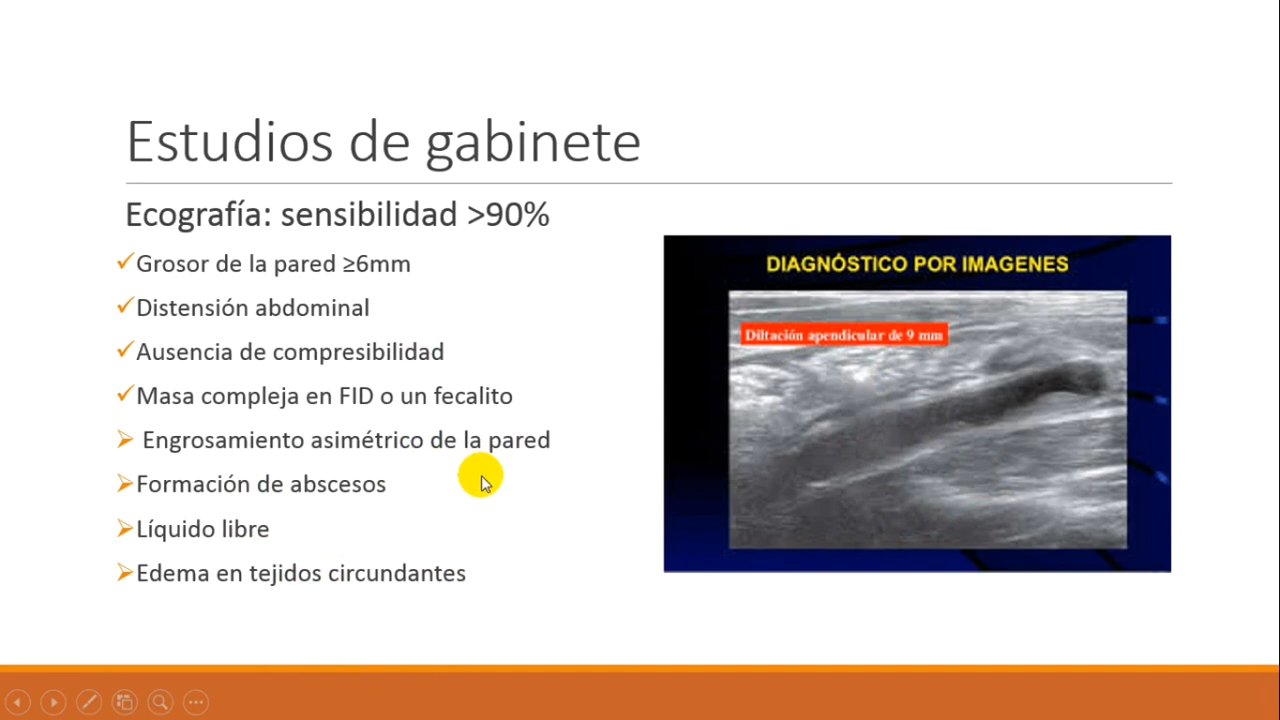 Estudios de gabinete
Ecografía: sensibilidad >90%
Grosor de la pared ≥6mm
Distensión abdominal
Ausencia de compresibilidad
Masa compleja en FID o un fecalito
Engrosamiento asimétrico de la pared
Formación de abscesos
Líquido libre
Edema en tejidos circundantes
DIAGNÓSTICO POR IMAGENES
Diltación apendicular de 9 mm